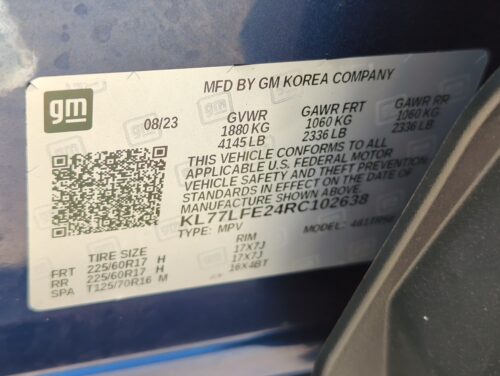 MFD BY GM KOREA COMPANY
gm
08/23
GVWR GAWR FRT GAWR RR
1880 KG 1060 KG 1060 KG
4145 LB 2336 LB 2336 LB
THIS VEHICLE CONFORMS TO ALL
APPLICABLE U.S. FEDERAL MOTOR
VEHICLE SAFETY AND THEFT PREVENTION
STANDARDS IN EFFECT ON THE DATE OF
MANUFACTURE SHOWN ABOVE.
KL77LFE24RC102638
TYPE: MPV MODEL:
TIRE SIZE RIM
FRT 225/60R17 H 17X7J
RR 225/60R17 H 17X7J
SPA T125/70R16 M 16X4BT